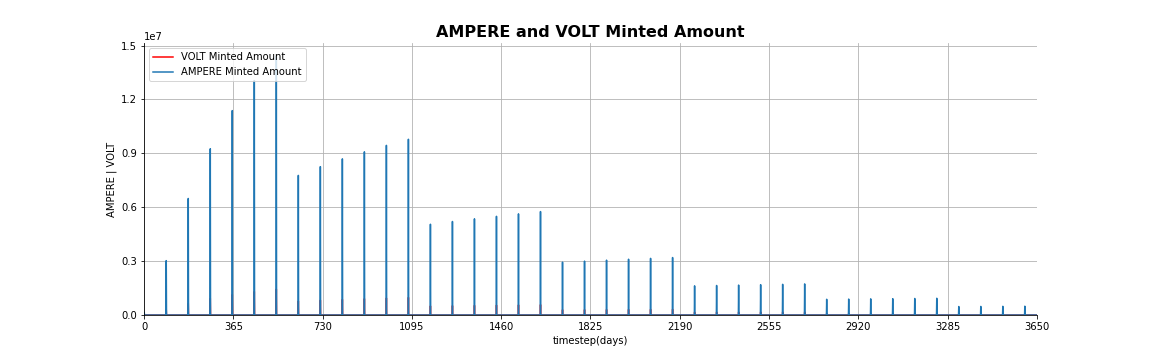 AMPERE and VOLT Minted Amount
1e7
VOLT Minted Amount
AMPERE Minted Amount
1.5
1.2
0.9
0.6
0.3
0.0
AMPERE | VOLT
0 365 730 1095 1460 1825 2190 2555 2920 3285 3650
timestep(days)